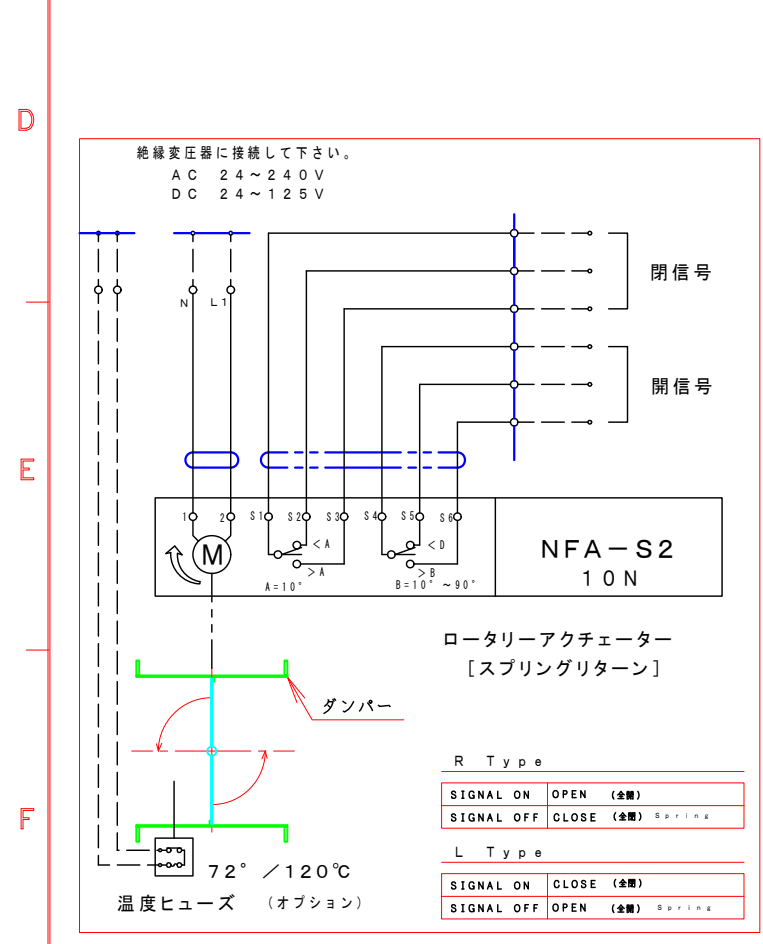 D
絶縁変圧器に接続して下さい。
AC 24~240V
DC 24~125V
閉信号
N L1
開信号
E
1 2 S1 S2 S3 S4 S5 S6
M
<A
>A
A=10°
<D
>B
B=10°~90°
NFA-S2
10N
ロータリーアクチェーター
[スプリングリターン]
ダンパー
R Type
SIGNAL ON OPEN (全開)
SIGNAL OFF CLOSE (全閉) Spring
F
L Type
SIGNAL ON CLOSE (全閉)
SIGNAL OFF OPEN (全開) Spring
72°/120℃
温度ヒューズ (オプション)